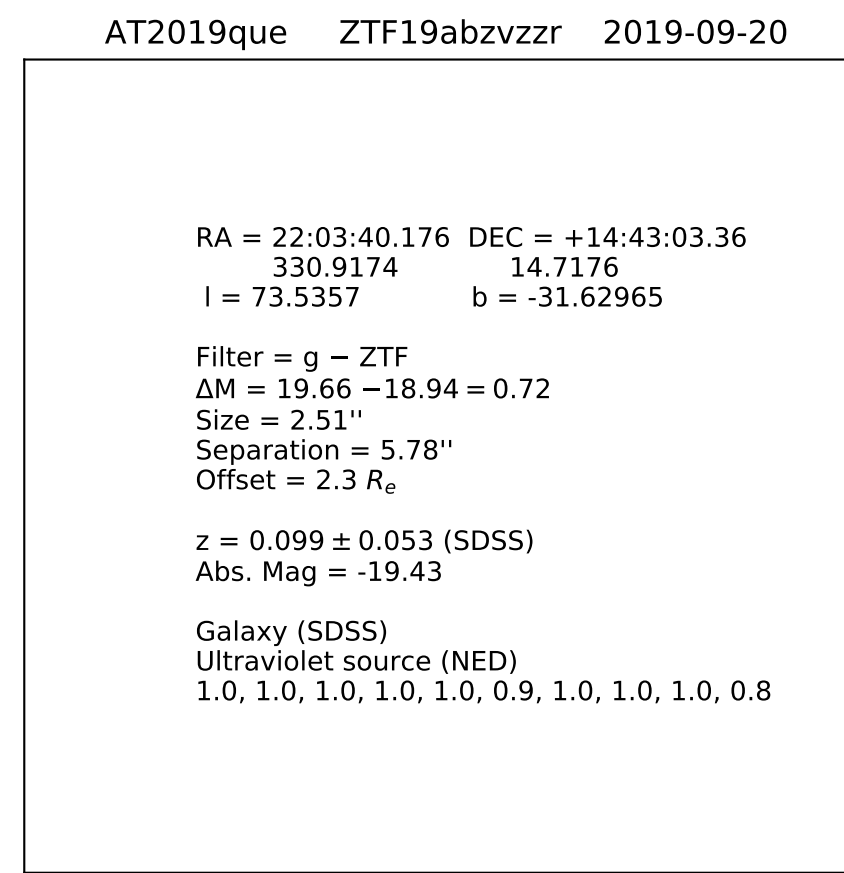 AT2019que ZTF19abzvzzr 2019-09-20
RA = 22:03:40.176 DEC = +14:43:03.36
330.9174 14.7176
l = 73.5357 b = -31.62965
Filter = g − ZTF
ΔM = 19.66 −18.94 = 0.72
Size = 2.51''
Separation = 5.78''
Offset = 2.3 Rₑ
z = 0.099 ± 0.053 (SDSS)
Abs. Mag = -19.43
Galaxy (SDSS)
Ultraviolet source (NED)
1.0, 1.0, 1.0, 1.0, 1.0, 0.9, 1.0, 1.0, 1.0, 0.8